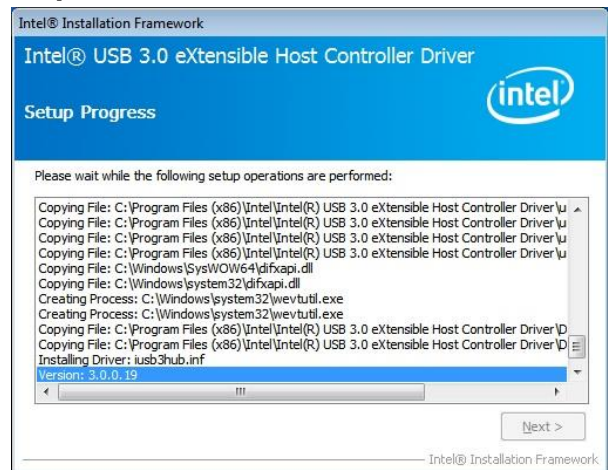 Intel® Installation Framework
Intel® USB 3.0 eXtensible Host Controller Driver
Setup Progress
intel
Please wait while the following setup operations are performed:
Copying File: C:\Program Files (x86)\Intel\Intel(R) USB 3.0 eXtensible Host Controller Driver\u
Copying File: C:\Program Files (x86)\Intel\Intel(R) USB 3.0 eXtensible Host Controller Driver\u
Copying File: C:\Program Files (x86)\Intel\Intel(R) USB 3.0 eXtensible Host Controller Driver\u
Copying File: C:\Program Files (x86)\Intel\Intel(R) USB 3.0 eXtensible Host Controller Driver\u
Copying File: C:\Windows\SysWOW64\difxapi.dll
Copying File: C:\Windows\system32\difxapi.dll
Creating Process: C:\Windows\system32\wevtutil.exe
Creating Process: C:\Windows\system32\wevtutil.exe
Copying File: C:\Program Files (x86)\Intel\Intel(R) USB 3.0 eXtensible Host Controller Driver\D
Copying File: C:\Program Files (x86)\Intel\Intel(R) USB 3.0 eXtensible Host Controller Driver\D
Installing Driver: iusb3hub.inf
Version: 3.0.0.19
Next >
Intel® Installation Framework